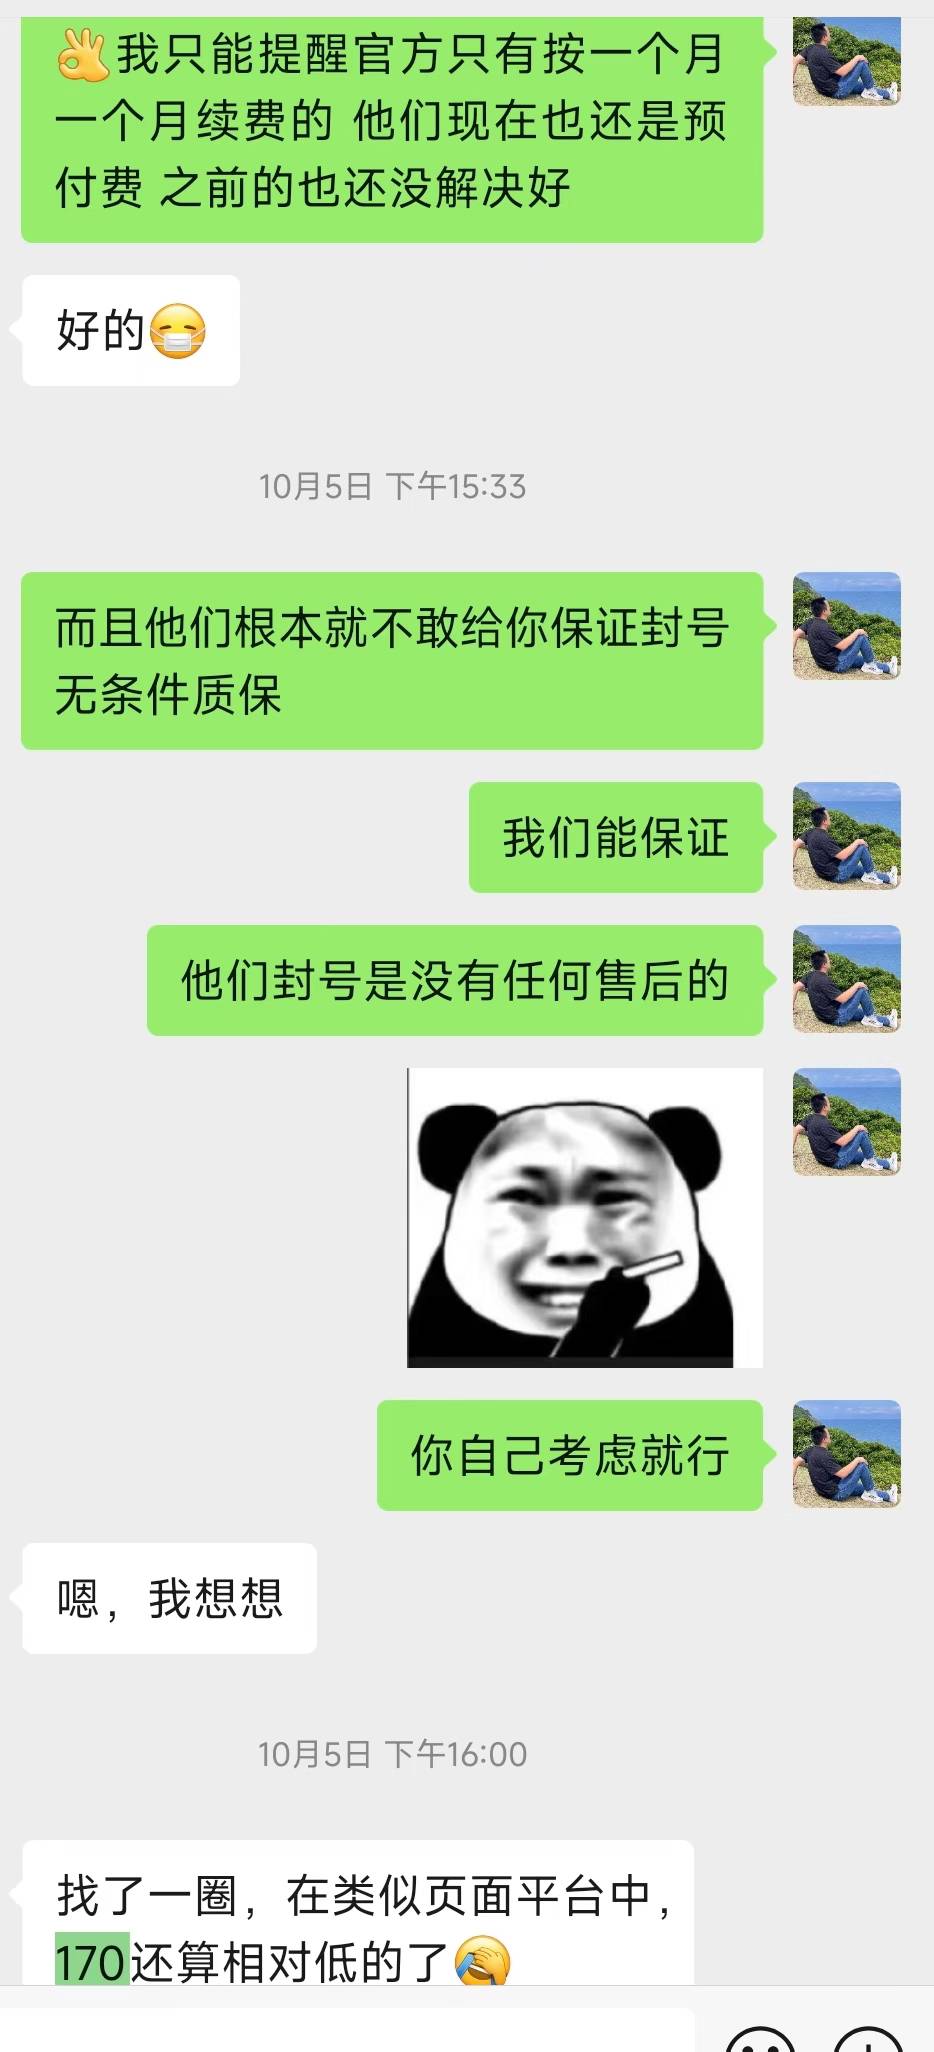 👌我只能提醒官方只有按一个月
一个月续费的 他们现在也还是预
付费 之前的也还没解决好
好的😷
10月5日 下午15:33
而且他们根本就不敢给你保证封号
无条件质保
我们能保证
他们封号是没有任何售后的
你自己考虑就行
嗯，我想想
10月5日 下午16:00
找了一圈，在类似页面平台中，
170还算相对低的了🤦